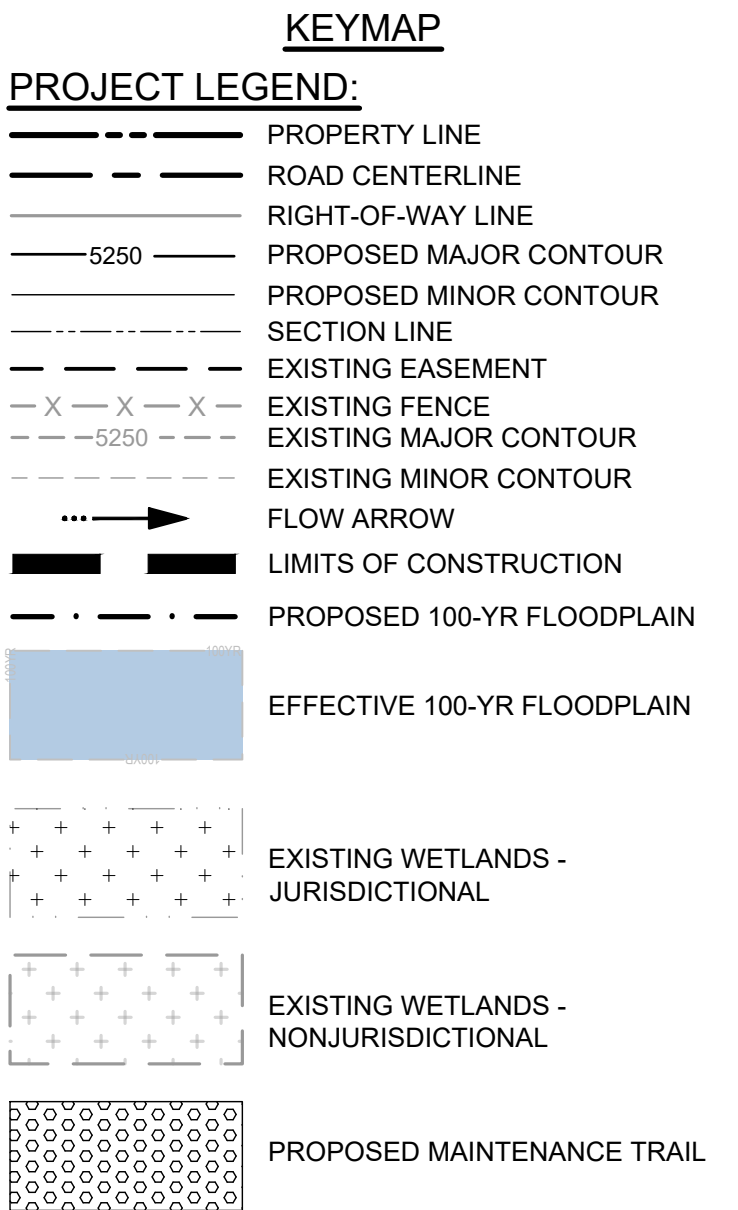 KEYMAP
PROJECT LEGEND:
PROPERTY LINE
ROAD CENTERLINE
RIGHT-OF-WAY LINE
5250 PROPOSED MAJOR CONTOUR
PROPOSED MINOR CONTOUR
SECTION LINE
EXISTING EASEMENT
X X X EXISTING FENCE
5250 EXISTING MAJOR CONTOUR
EXISTING MINOR CONTOUR
FLOW ARROW
LIMITS OF CONSTRUCTION
PROPOSED 100-YR FLOODPLAIN
100YR
100YR
EFFECTIVE 100-YR FLOODPLAIN
100YR
EXISTING WETLANDS -
JURISDICTIONAL
EXISTING WETLANDS -
NONJURISDICTIONAL
PROPOSED MAINTENANCE TRAIL